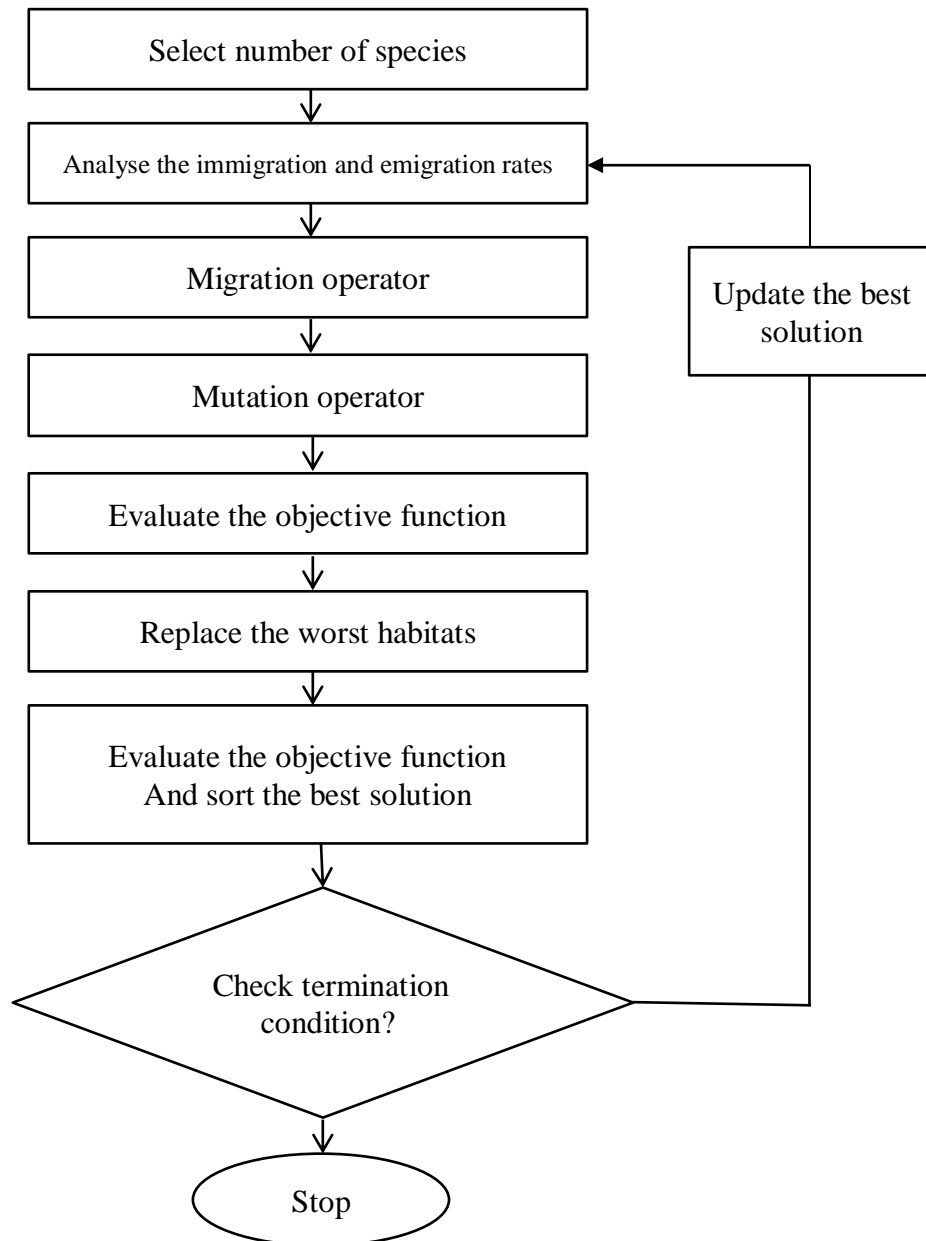 Select number of species
Analyse the immigration and emigration rates
Migration operator
Update the best
solution
Mutation operator
Evaluate the objective function
Replace the worst habitats
Evaluate the objective function
And sort the best solution
Check termination
condition?
Stop